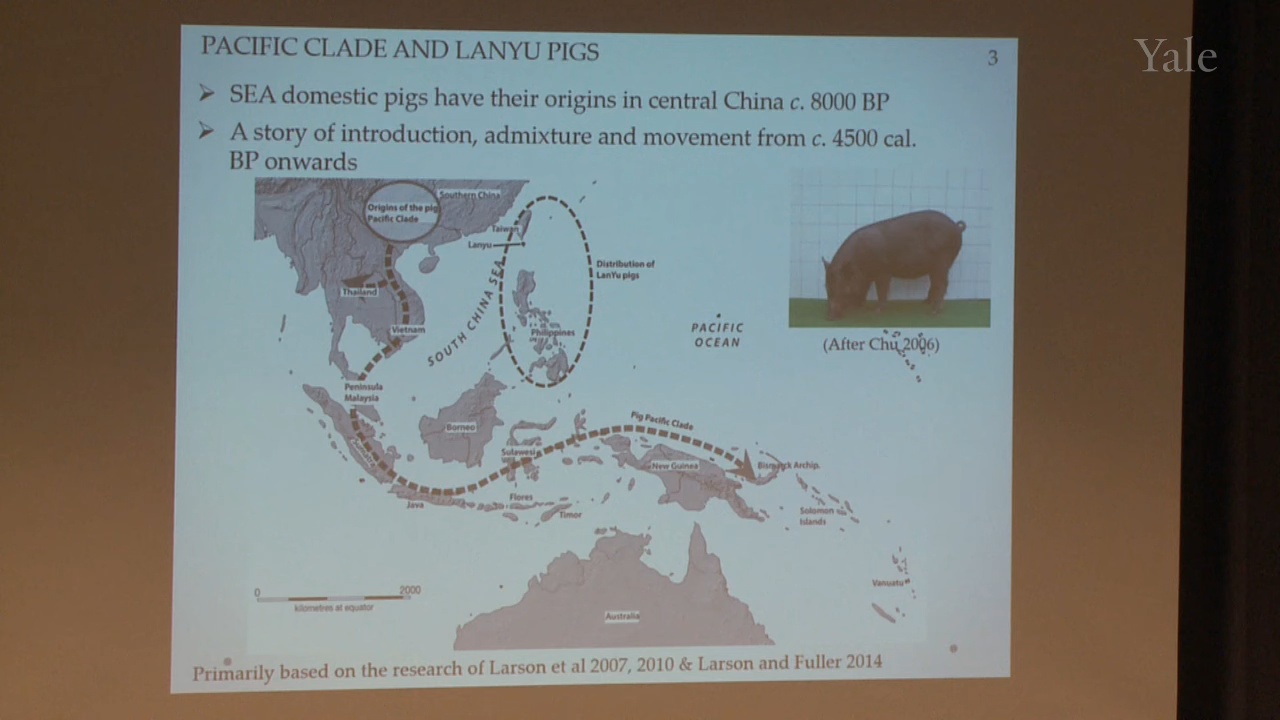 PACIFIC CLADE AND LANYU PIGS
3
Yale
➢ SEA domestic pigs have their origins in central China c. 8000 BP
➢ A story of introduction, admixture and movement from c. 4500 cal.
BP onwards
Southern China
Origins of the pig
Pacific Clade
Taiwan
Lanyu
Distribution of
LanYu pigs
Thailand
Vietnam
SOUTH CHINA SEA
Philippines
PACIFIC
OCEAN
(After Chu, 2006)
Peninsula
Malaysia
Pig Pacific Clade
Borneo
Sumatra
Sulawesi
New Guinea
Bismarck Archip.
Java
Flores
Timor
Solomon
Islands
Vanuatu
0 2000
kilometres at equator
Australia
Primarily based on the research of Larson et al 2007, 2010 & Larson and Fuller 2014